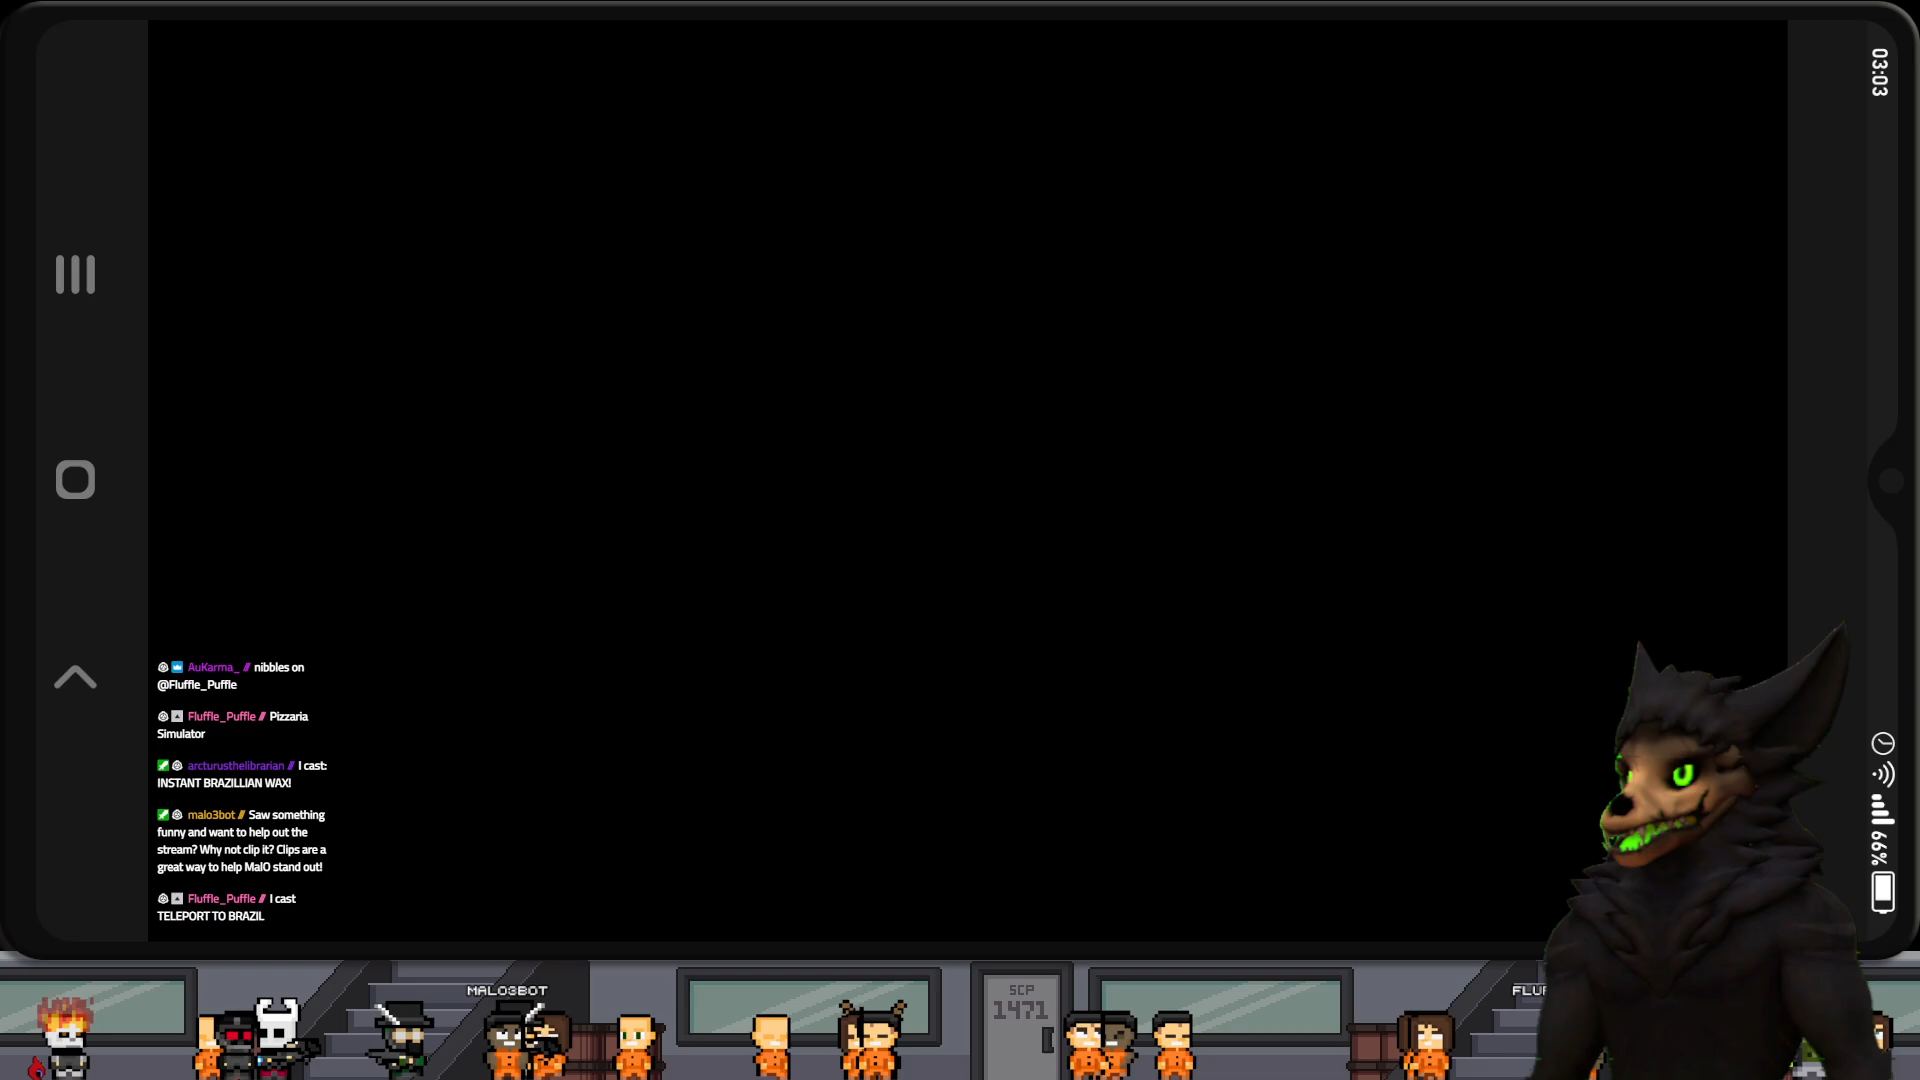 03:03
AuKarma_ // nibbles on
@Fluffle_Puffle
Fluffle_Puffle // Pizzaria
Simulator
arcturusthelibrarian // I cast:
INSTANT BRAZILLIAN WAX!
malo3bot // Saw something
funny and want to help out the
stream? Why not clip it? Clips are a
great way to help MalO stand out!
Fluffle_Puffle // I cast
TELEPORT TO BRAZIL
66%
MALO3BOT
SCP
1471
FLUF